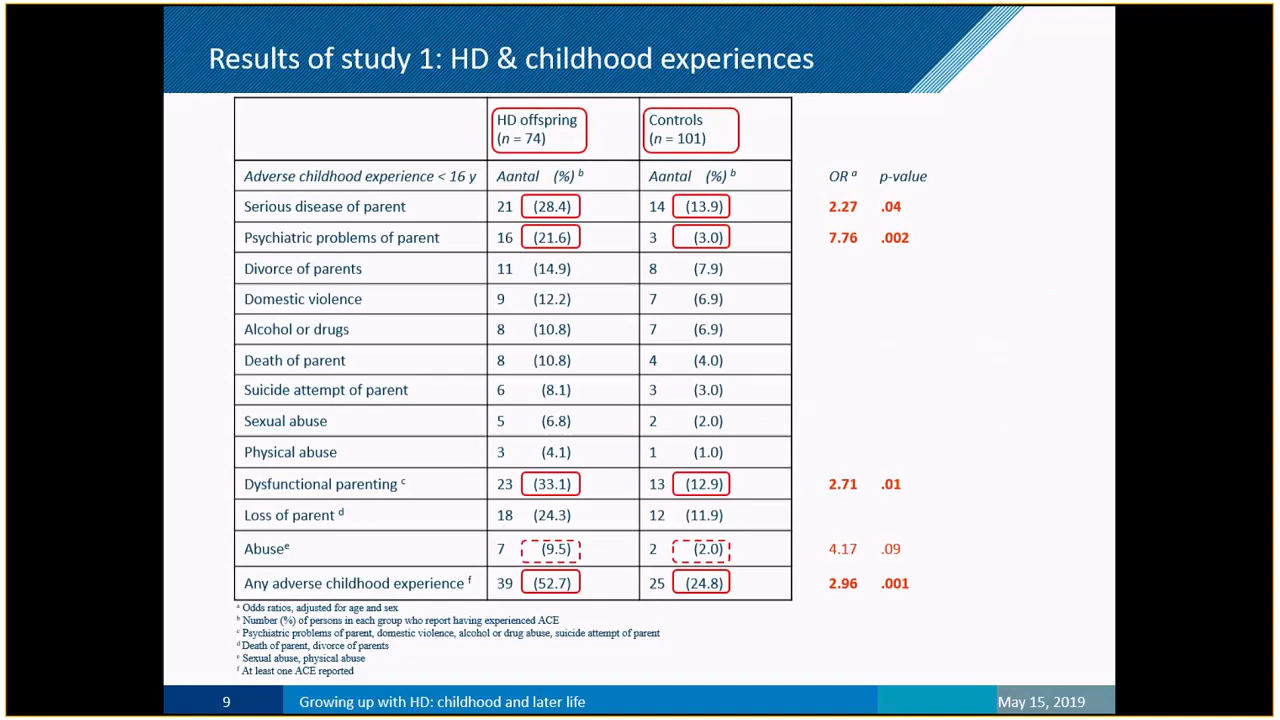 Results of study 1: HD & childhood experiences
HD offspring Controls
(n = 74) (n = 101)
Adverse childhood experience < 16 y Aantal (%) b Aantal (%) b OR a p-value
Serious disease of parent 21 (28.4) 14 (13.9) 2.27 .04
Psychiatric problems of parent 16 (21.6) 3 (3.0) 7.76 .002
Divorce of parents 11 (14.9) 8 (7.9)
Domestic violence 9 (12.2) 7 (6.9)
Alcohol or drugs 8 (10.8) 7 (6.9)
Death of parent 8 (10.8) 4 (4.0)
Suicide attempt of parent 6 (8.1) 3 (3.0)
Sexual abuse 5 (6.8) 2 (2.0)
Physical abuse 3 (4.1) 1 (1.0)
Dysfunctional parenting c 23 (33.1) 13 (12.9) 2.71 .01
Loss of parent d 18 (24.3) 12 (11.9)
Abuse e 7 (9.5) 2 (2.0) 4.17 .09
Any adverse childhood experience f 39 (52.7) 25 (24.8) 2.96 .001
a Odds ratios, adjusted for age and sex
b Number (%) of persons in each group who report having experienced ACE
c Psychiatric problems of parent, domestic violence, alcohol or drug abuse, suicide attempt of parent
d Death of parent, divorce of parents
e Sexual abuse, physical abuse
f At least one ACE reported
9 Growing up with HD: childhood and later life May 15, 2019